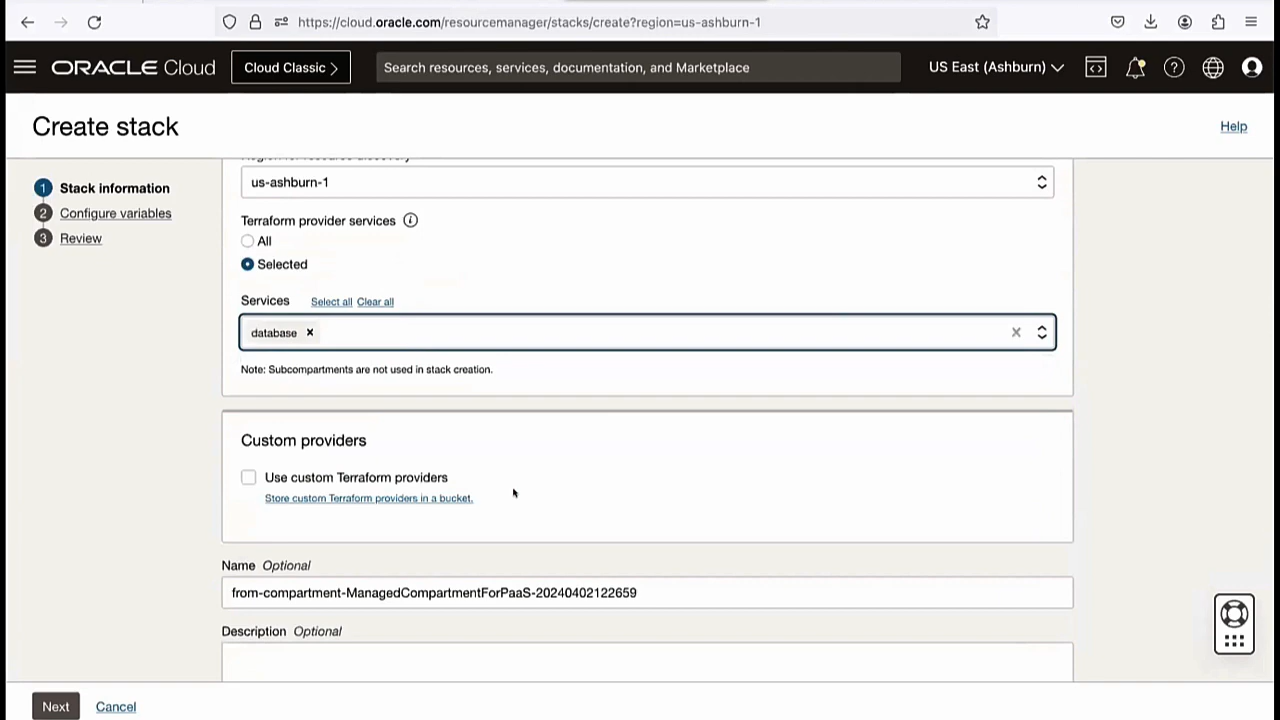 https://cloud.oracle.com/resourcemanager/stacks/create?region=us-ashburn-1
ORACLE Cloud
Cloud Classic >
Search resources, services, documentation, and Marketplace
US East (Ashburn)
Create stack
Help
1 Stack information
2 Configure variables
3 Review
us-ashburn-1
Terraform provider services
All
Selected
Services Select all Clear all
database ×
Note: Subcompartments are not used in stack creation.
Custom providers
Use custom Terraform providers
Store custom Terraform providers in a bucket.
Name Optional
from-compartment-ManagedCompartmentForPaaS-20240402122659
Description Optional
Next Cancel